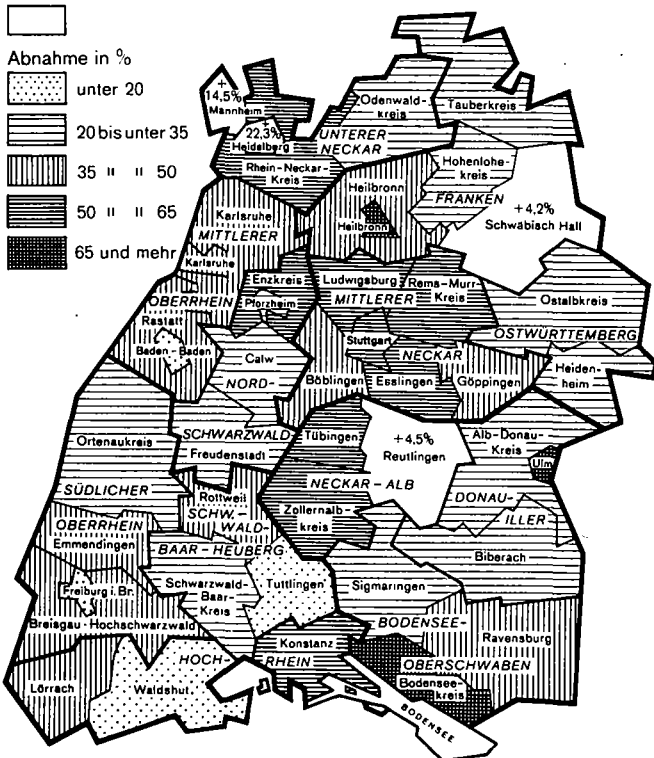 Abnahme in %
unter 20
20 bis unter 35
35 " " 50
50 " " 65
65 und mehr
+
14,5%
Mannheim
22,3%
Heidelberg
Rhein-Neckar-
Kreis
Odenwald-
kreis
UNTERER
NECKAR
Tauberkreis
Hohenlohe-
kreis
FRANKEN
Heilbronn
Heilbronn
+4,2%
Schwäbisch Hall
Karlsruhe
MITTLERER
Karlsruhe
OBERRHEIN
Rastatt
Baden-Baden
Enzkreis
Pforzheim
Ludwigsburg
MITTLERER
Rems-Murr-
Kreis
Stuttgart
NECKAR
Esslingen
Göppingen
Ostalbkreis
OSTWÜRTTEMBERG
Heiden-
heim
Calw
NORD-
Böblingen
SCHWARZWALD
Freudenstadt
Ortenaukreis
SÜDLICHER
OBERRHEIN
Emmendingen
Tübingen
+4,5%
Reutlingen
NECKAR-ALB
Zollernalb-
kreis
Alb-Donau-
Kreis
Ulm
DONAU-
ILLER
Biberach
Rottweil
SCHW.-
WALD-
BAAR-HEUBERG
Schwarzwald-
Baar-
Kreis
Tuttlingen
Freiburg i. Br.
Breisgau-Hochschwarzwald
Sigmaringen
BODENSEE-
OBERSCHWABEN
Ravensburg
Bodensee-
kreis
Konstanz
HOCH-
RHEIN
Lörrach
Waldshut
BODENSEE